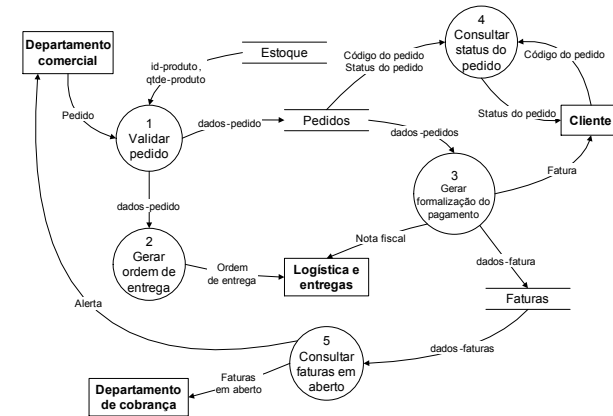 Departamento
comercial
id-produto,
qtde-produto
Estoque
Código do pedido
Status do pedido
4
Consultar
status do
pedido
Código do pedido
Pedido
1
Validar
pedido
dados-pedido
Pedidos
dados-pedidos
Status do pedido
Cliente
3
Gerar
formalização do
pagamento
Fatura
dados-pedido
2
Gerar
ordem de
entrega
Ordem
de entrega
Nota fiscal
Logística e
entregas
dados-fatura
Faturas
Alerta
5
Consultar
faturas em
aberto
dados-faturas
Faturas
em aberto
Departamento
de cobrança